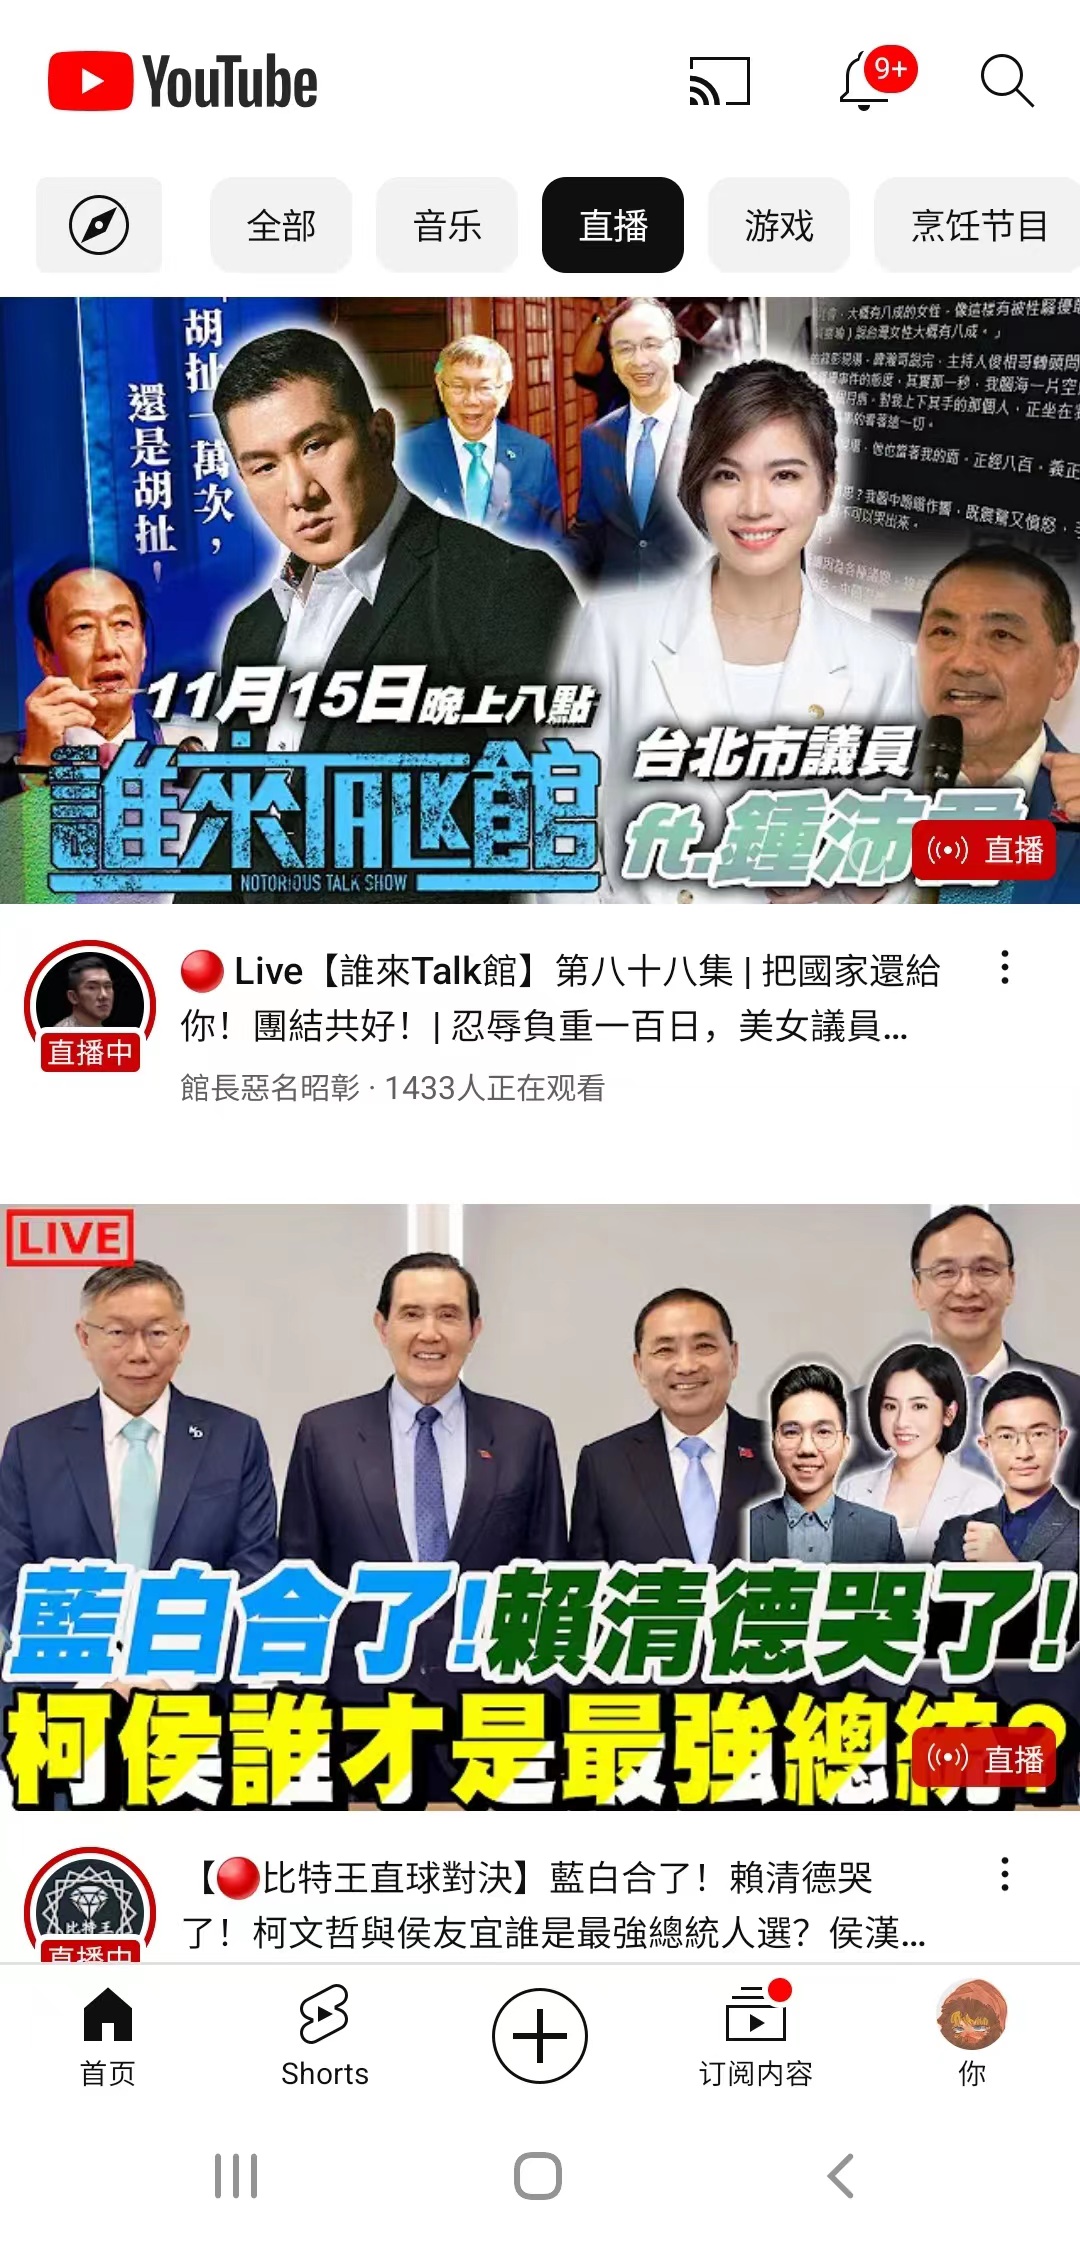 YouTube
9+
全部
音乐
直播
游戏
烹饪节目
胡扯一萬次，
還是胡扯
11月15日晚上八點
誰來TALK館
NOTORIOUS TALK SHOW
台北市議員
ft.鍾沛君
直播
🔴 Live【誰來Talk館】第八十八集 | 把國家還給
你！團結共好！| 忍辱負重一百日，美女議員...
直播中
館長惡名昭彰 · 1433人正在观看
LIVE
藍白合了!賴清德哭了!
柯侯誰才是最強總統?
直播
【🔴比特王直球對決】藍白合了！賴清德哭
了！柯文哲與侯友宜誰是最強總統人選？侯漢...
比特王
直播中
首页
Shorts
订阅内容
你